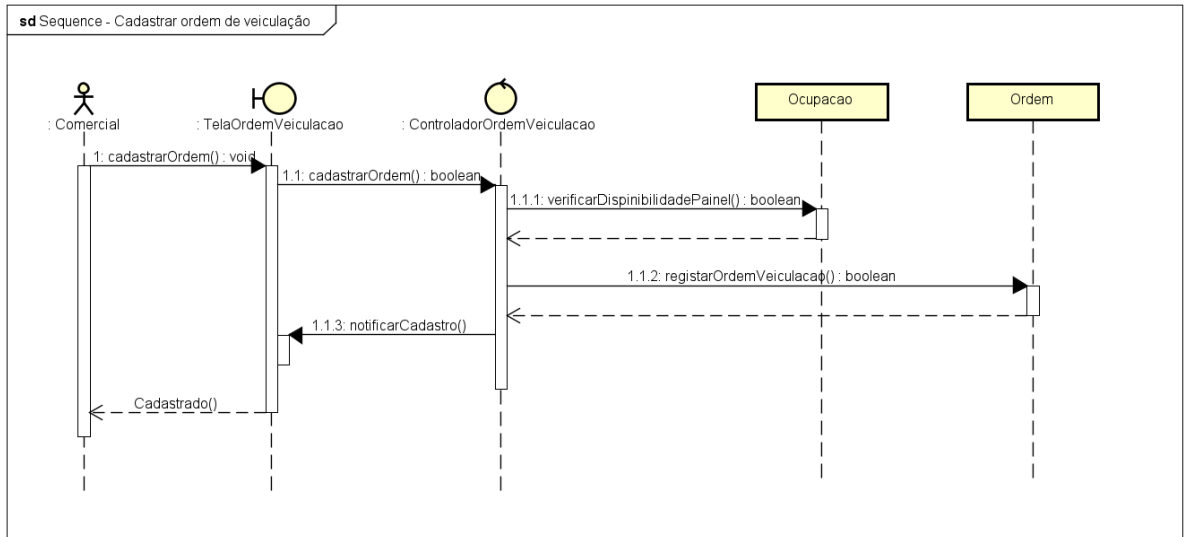 sd Sequence - Cadastrar ordem de veiculação
: Comercial
: TelaOrdemVeiculacao
: ControladorOrdemVeiculacao
Ocupacao
Ordem
1: cadastrarOrdem() : void
1.1: cadastrarOrdem() : boolean
1.1.1: verificarDispinibilidadePainel() : boolean
1.1.2: registarOrdemVeiculacao() : boolean
1.1.3: notificarCadastro()
Cadastrado()